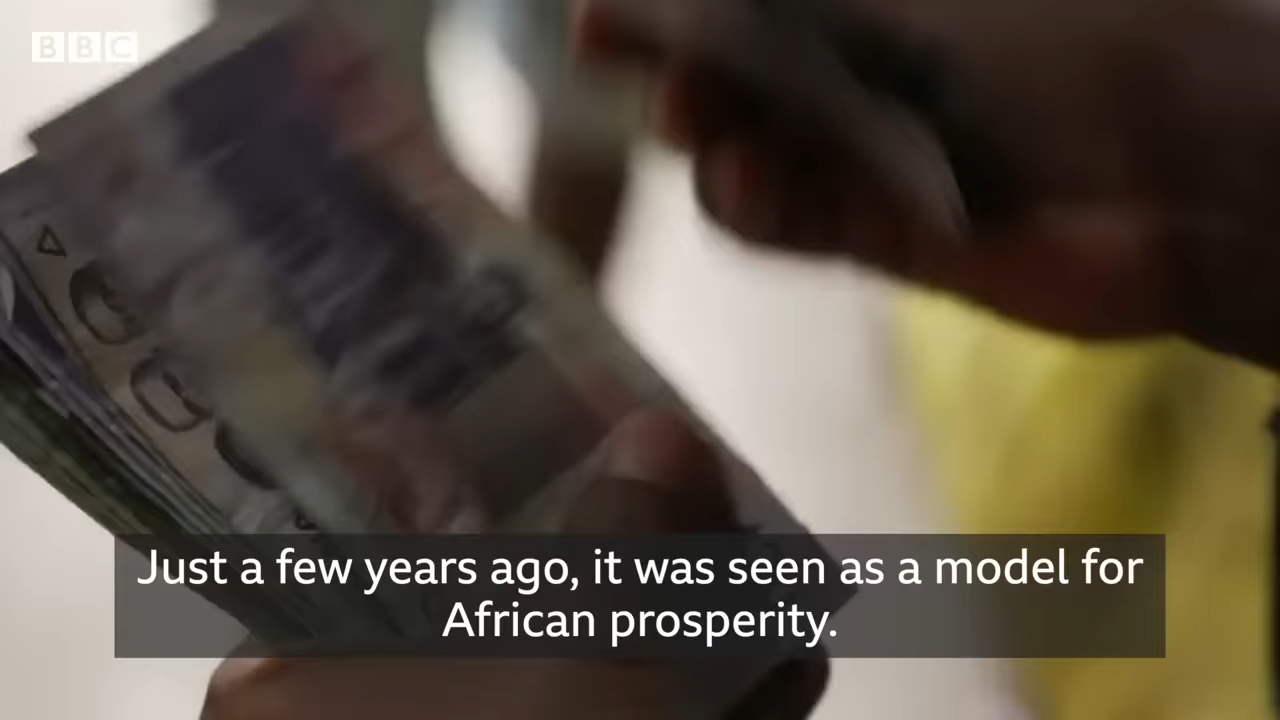 BBC
Just a few years ago, it was seen as a model for
African prosperity.